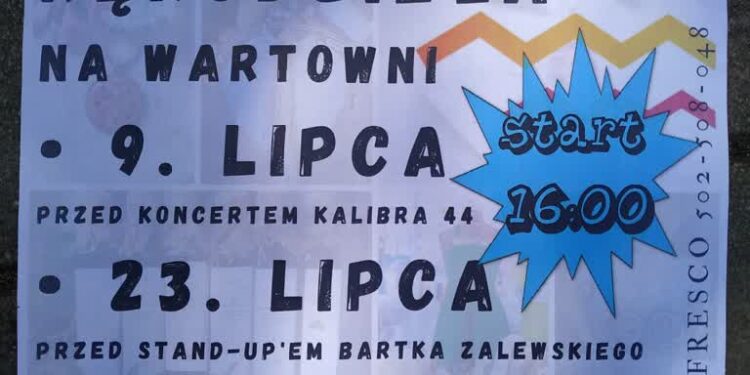 NA WARTOWNI
• 9. LIPCA
PRZED KONCERTEM KALIBRA 44
• 23. LIPCA
PRZED STAND-UP'EM BARTKA ZALEWSKIEGO
start
16:00
FRESCO 502-508-048